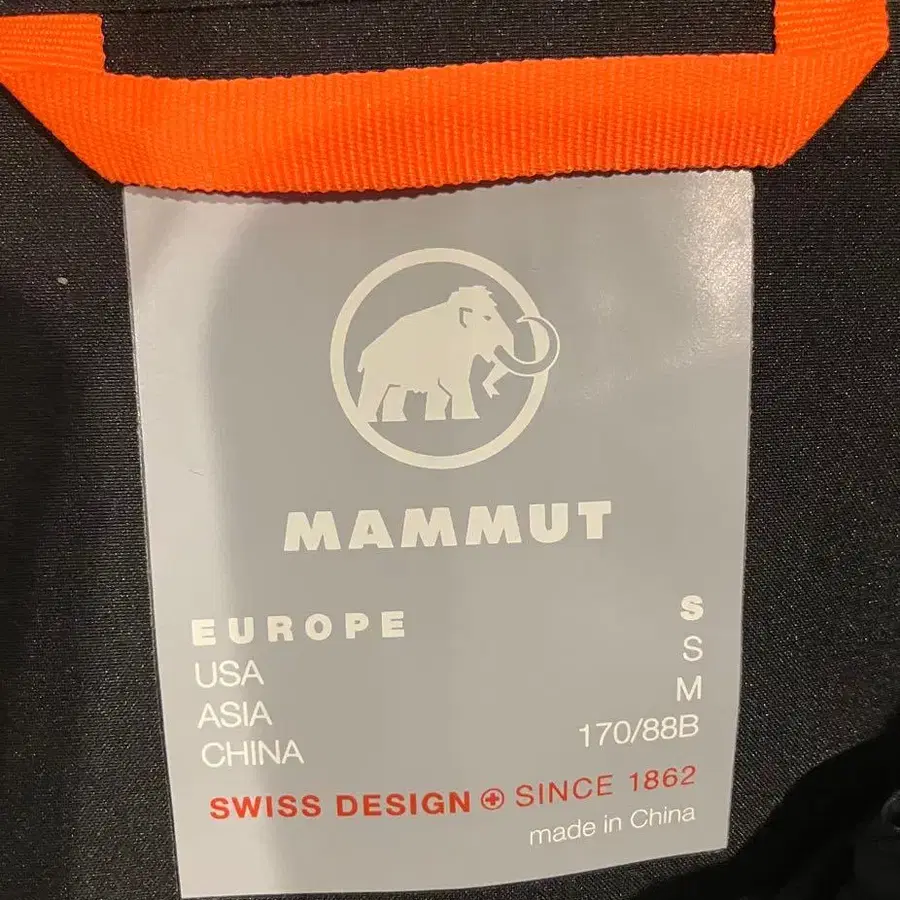 MAMMUT
EUROPE S
USA S
ASIA M
CHINA 170/88B
SWISS DESIGN SINCE 1862
made in China